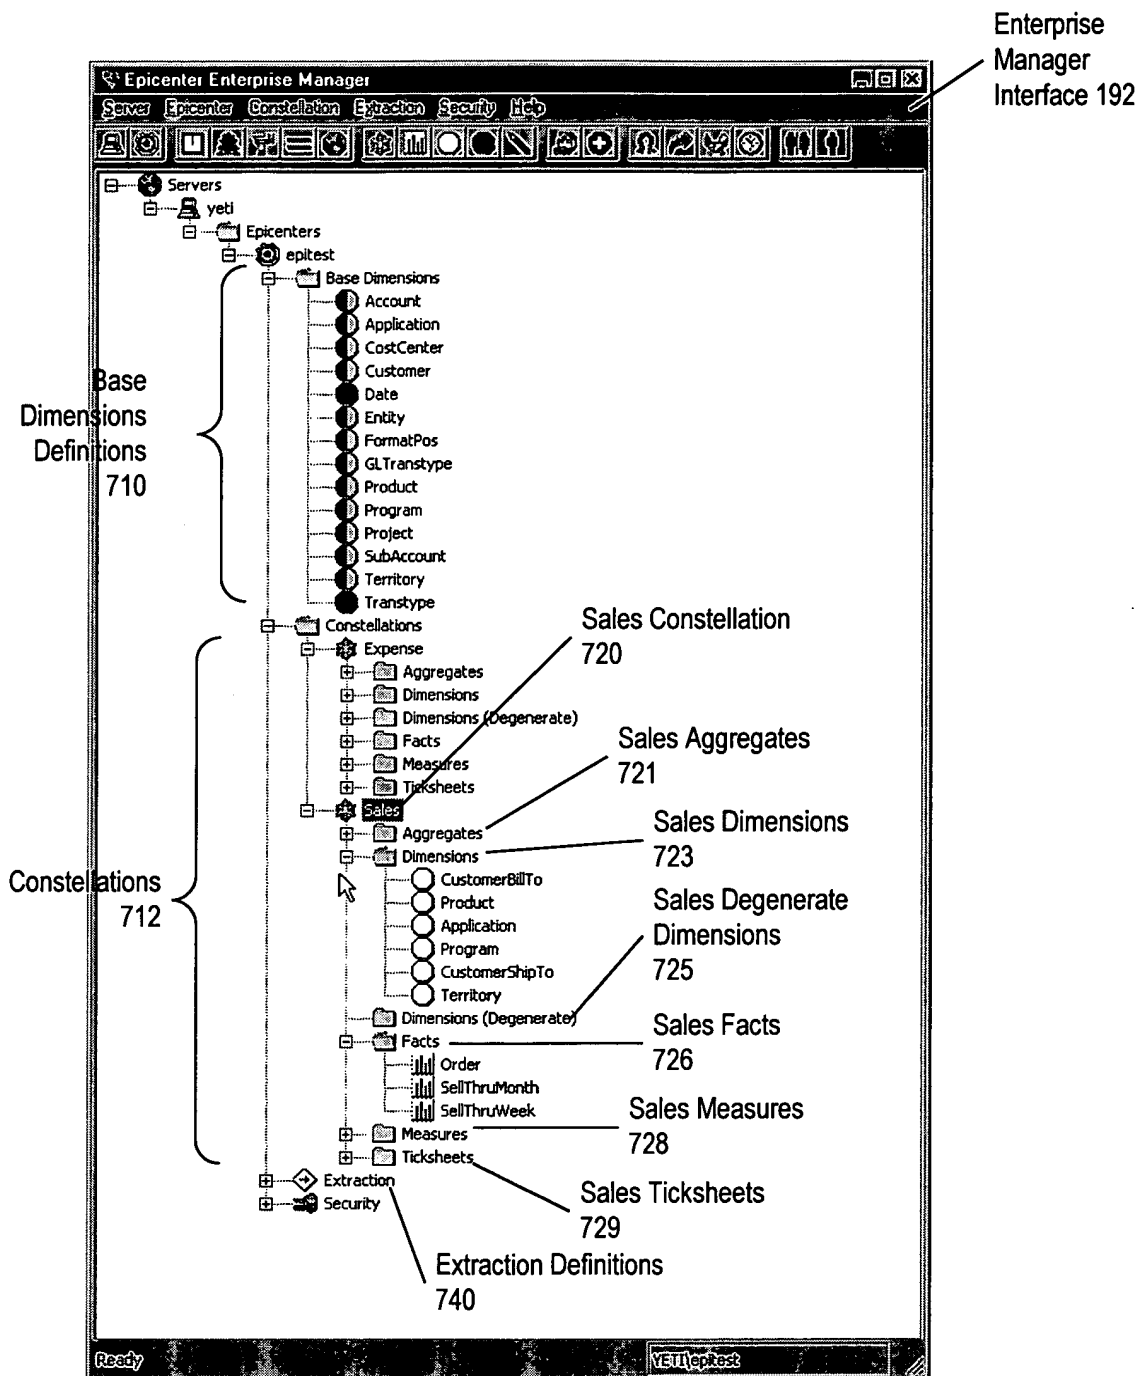 Enterprise
Manager
Interface 192
Epicenter Enterprise Manager
Server Epicenter Constellation Extraction Security Help
Servers
yeti
Epicenters
epitest
Base Dimensions
Account
Application
CostCenter
Customer
Date
Entity
FormatPos
GLTranstype
Product
Program
Project
SubAccount
Territory
Transtype
Base
Dimensions
Definitions
710
Constellations
Expense
Aggregates
Dimensions
Dimensions (Degenerate)
Facts
Measures
Ticksheets
Sales
Aggregates
Dimensions
CustomerBillTo
Product
Application
Program
CustomerShipTo
Territory
Dimensions (Degenerate)
Facts
Order
SellThruMonth
SellThruWeek
Measures
Ticksheets
Constellations
712
Extraction
Security
Sales Constellation
720
Sales Aggregates
721
Sales Dimensions
723
Sales Degenerate
Dimensions
725
Sales Facts
726
Sales Measures
728
Sales Ticksheets
729
Extraction Definitions
740
Ready
YETI\epitest